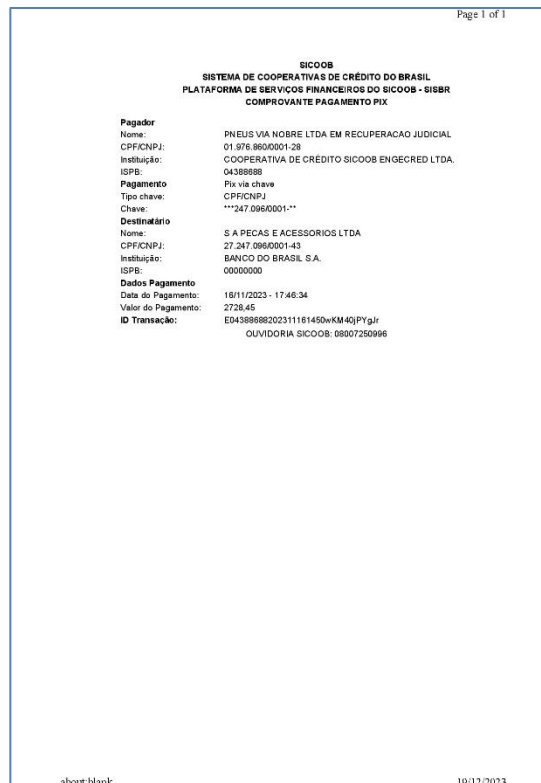 Page 1 of 1
SICOOB
SISTEMA DE COOPERATIVAS DE CRÉDITO DO BRASIL
PLATAFORMA DE SERVIÇOS FINANCEIROS DO SICOOB - SISBR
COMPROVANTE PAGAMENTO PIX
Pagador
Nome: PNEUS VIA NOBRE LTDA EM RECUPERACAO JUDICIAL
CPF/CNPJ: 01.976.860/0001-28
Instituição: COOPERATIVA DE CRÉDITO SICOOB ENGECRED LTDA.
ISPB: 04388688
Pagamento Pix via chave
Tipo chave: CPF/CNPJ
Chave: ***247.096/0001-**
Destinatário
Nome: S A PECAS E ACESSORIOS LTDA
CPF/CNPJ: 27.247.096/0001-43
Instituição: BANCO DO BRASIL S.A.
ISPB: 00000000
Dados Pagamento
Data do Pagamento: 16/11/2023 - 17:46:34
Valor do Pagamento: 2728,45
ID Transação: E04388688202311161450wKM40jPYgJr
OUVIDORIA SICOOB: 08007250996
about:blank 19/12/2023